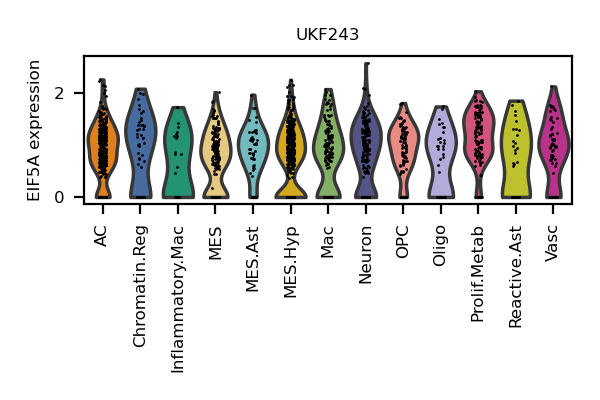 UKF243
EIF5A expression
2
0
AC
Chromatin.Reg
Inflammatory.Mac
MES
MES.Ast
MES.Hyp
Mac
Neuron
OPC
Oligo
Prolif.Metab
Reactive.Ast
Vasc